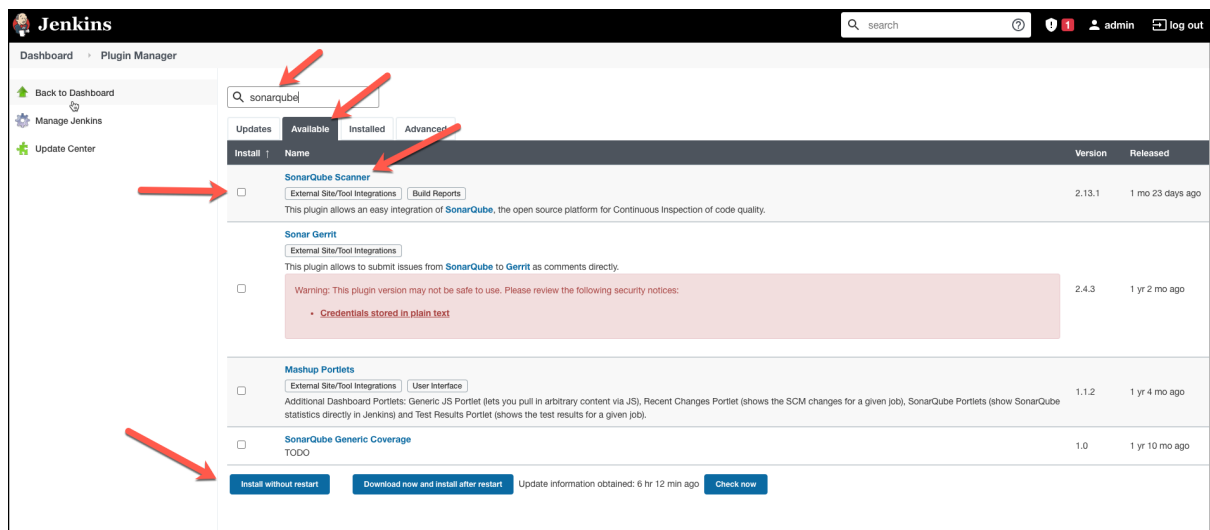 Jenkins
search
1
admin
log out
Dashboard
Plugin Manager
Back to Dashboard
Manage Jenkins
Update Center
sonarqube
Updates
Available
Installed
Advanced
Install ↑
Name
Version
Released
SonarQube Scanner
External Site/Tool Integrations
Build Reports
This plugin allows an easy integration of SonarQube, the open source platform for Continuous Inspection of code quality.
2.13.1
1 mo 23 days ago
Sonar Gerrit
External Site/Tool Integrations
This plugin allows to submit issues from SonarQube to Gerrit as comments directly.
Warning: This plugin version may not be safe to use. Please review the following security notices:
• Credentials stored in plain text
2.4.3
1 yr 2 mo ago
Mashup Portlets
External Site/Tool Integrations
User Interface
Additional Dashboard Portlets: Generic JS Portlet (lets you pull in arbitrary content via JS), Recent Changes Portlet (shows the SCM changes for a given job), SonarQube Portlets (show SonarQube
statistics directly in Jenkins) and Test Results Portlet (shows the test results for a given job).
1.1.2
1 yr 4 mo ago
SonarQube Generic Coverage
TODO
1.0
1 yr 10 mo ago
Install without restart
Download now and install after restart
Update information obtained: 6 hr 12 min ago
Check now